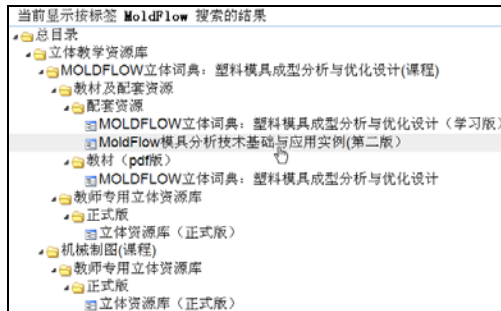 当前显示按标签 MoldFlow 搜索的结果
总目录
立体教学资源库
MOLDFLOW立体词典：塑料模具成型分析与优化设计(课程)
教材及配套资源
配套资源
MOLDFLOW立体词典：塑料模具成型分析与优化设计（学习版）
MoldFlow模具分析技术基础与应用实例(第二版）
教材（pdf版）
MOLDFLOW立体词典：塑料模具成型分析与优化设计
教师专用立体资源库
正式版
立体资源库（正式版）
机械制图(课程)
教师专用立体资源库
正式版
立体资源库（正式版）